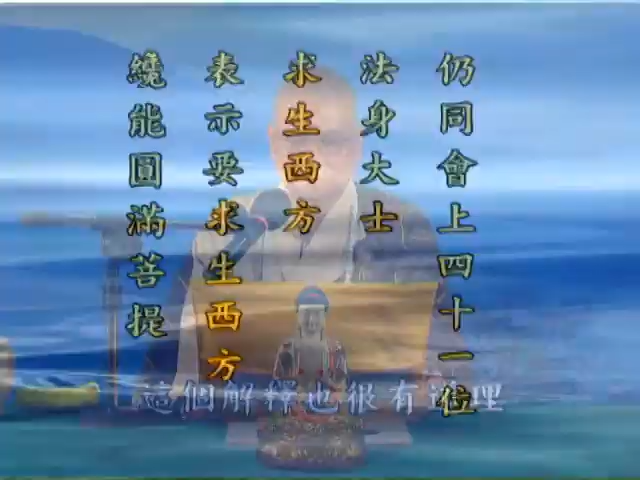 仍同會上四十一位
法身大士
求生西方
表示要求生西方
纔能圓滿菩提
這個解釋也很有道理